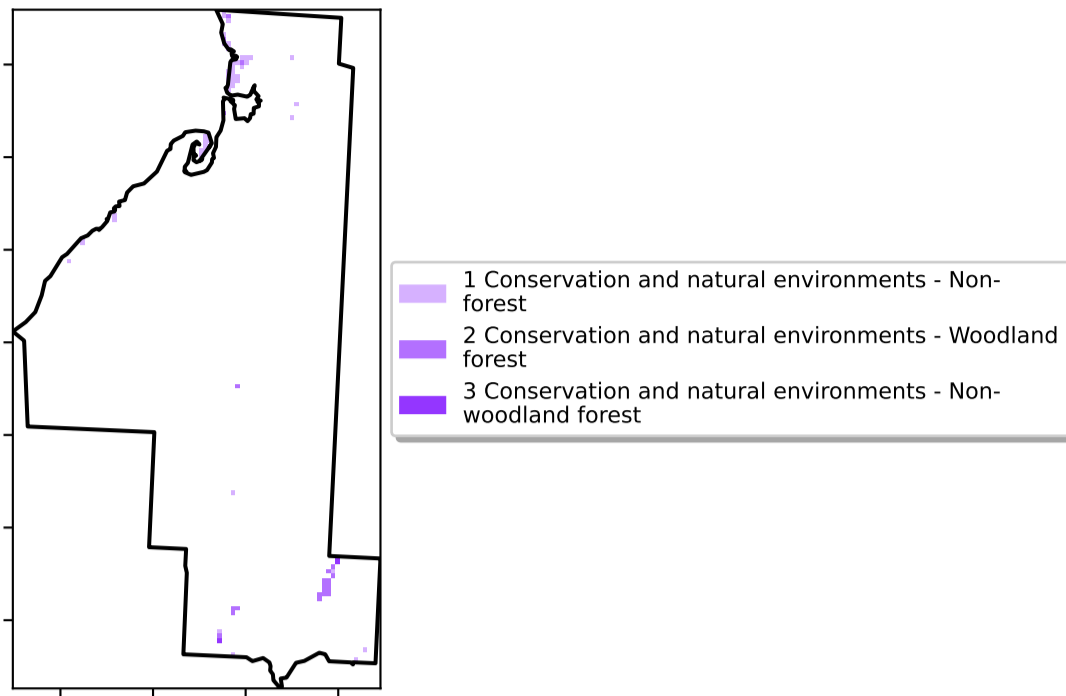 1 Conservation and natural environments - Non-
forest
2 Conservation and natural environments - Woodland
forest
3 Conservation and natural environments - Non-
woodland forest